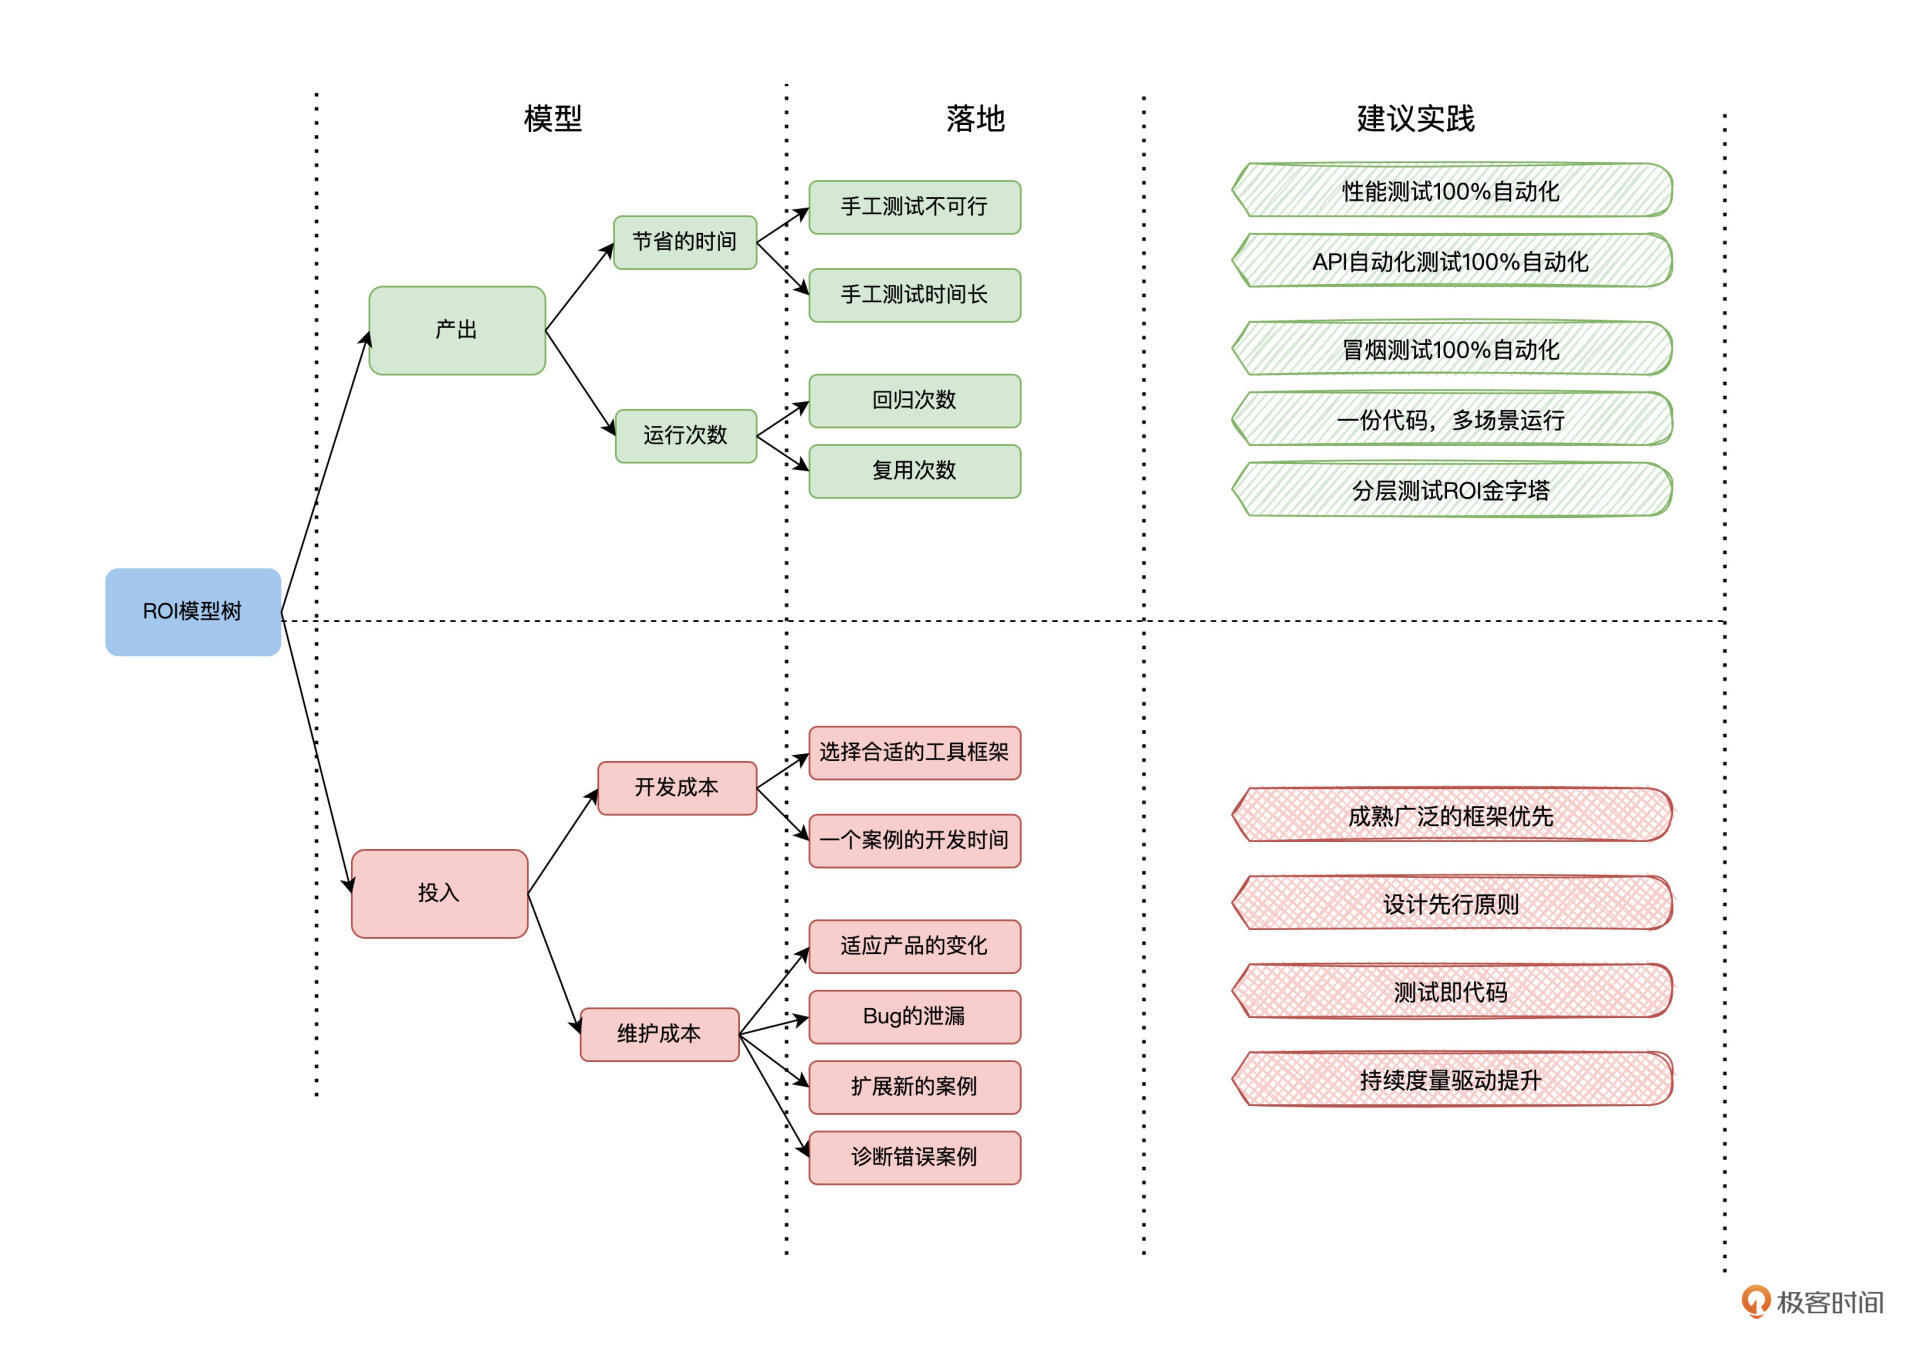 模型
落地
建议实践
手工测试不可行
性能测试100%自动化
节省的时间
API自动化测试100%自动化
手工测试时间长
产出
冒烟测试100%自动化
回归次数
一份代码，多场景运行
运行次数
复用次数
分层测试ROI金字塔
ROI模型树
选择合适的工具框架
开发成本
成熟广泛的框架优先
一个案例的开发时间
投入
设计先行原则
适应产品的变化
测试即代码
Bug的泄漏
维护成本
扩展新的案例
持续度量驱动提升
诊断错误案例
极客时间